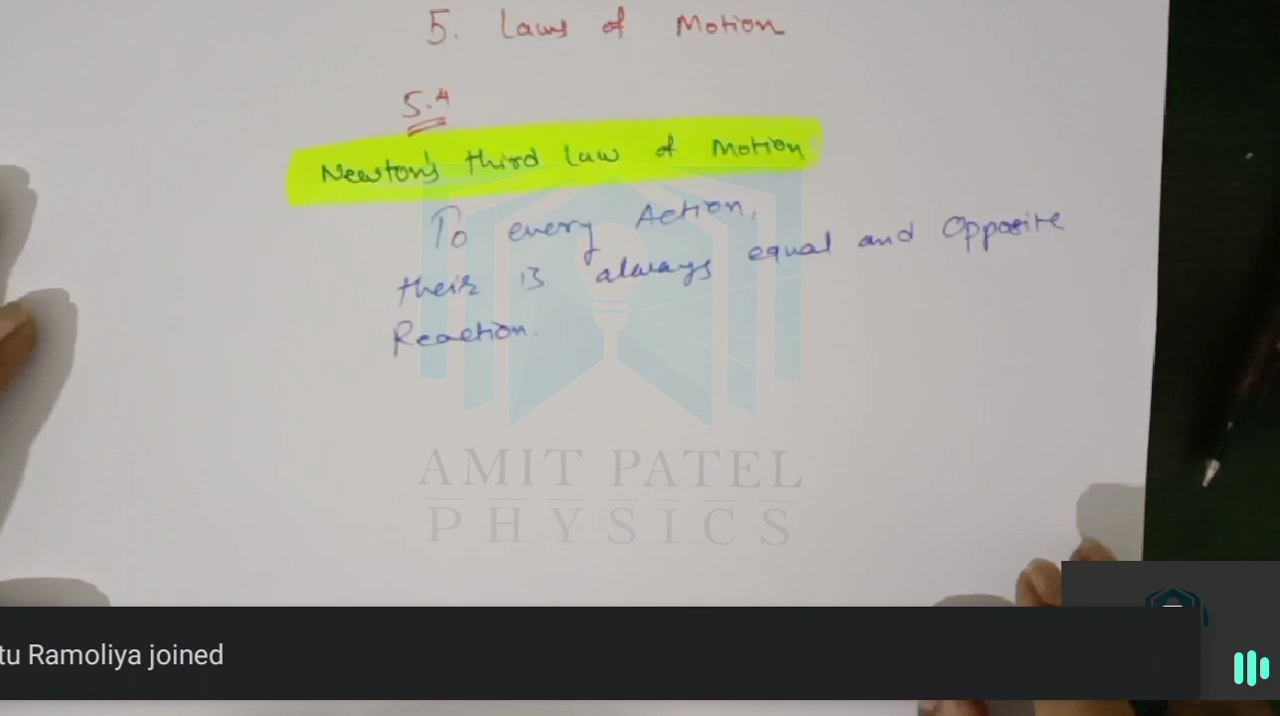 5. Laws of Motion
5.4
Newton's third Law of Motion
To every Action,
their is always equal and Opposite
Reaction.
AMIT PATEL
PHYSICS
tu Ramoliya joined